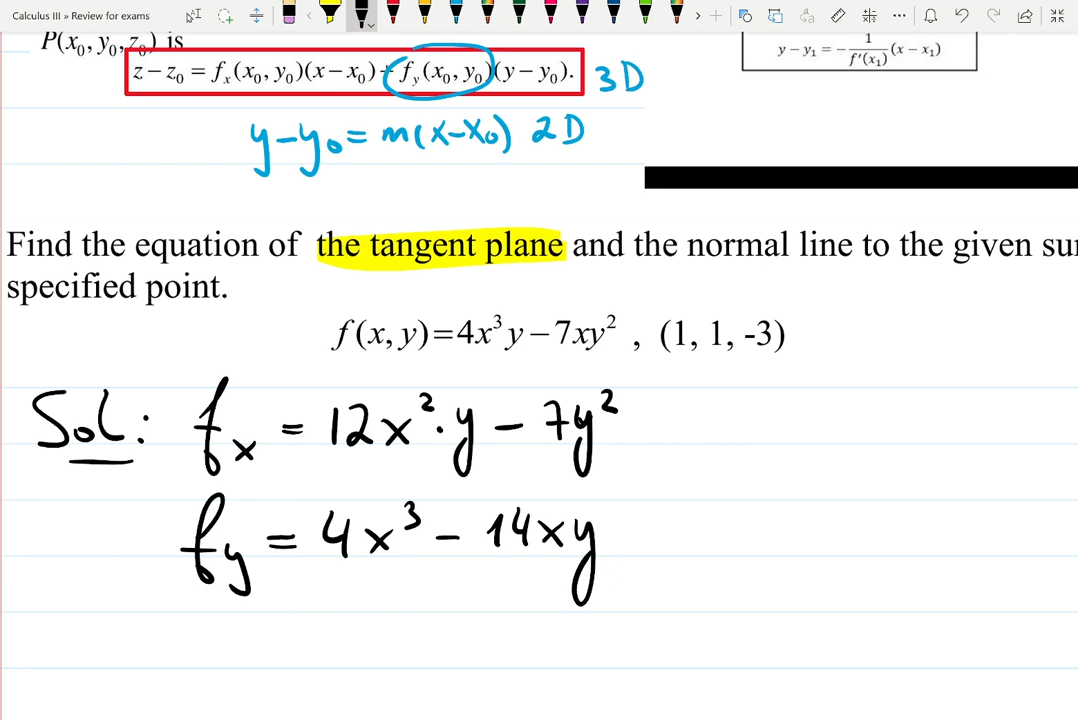 Calculus III » Review for exams
P(x₀, y₀, z₀) is
z − z₀ = fₓ(x₀, y₀)(x − x₀) + f_y(x₀, y₀)(y − y₀). 3D
y − y₁ = − 1/f′(x₁) (x − x₁)
y − y₀ = m(x − x₀) 2D
Find the equation of the tangent plane and the normal line to the given
specified point.
f(x, y)=4x³y−7xy² , (1, 1, -3)
Sol: fₓ = 12x²·y − 7y²
f_y = 4x³ − 14xy